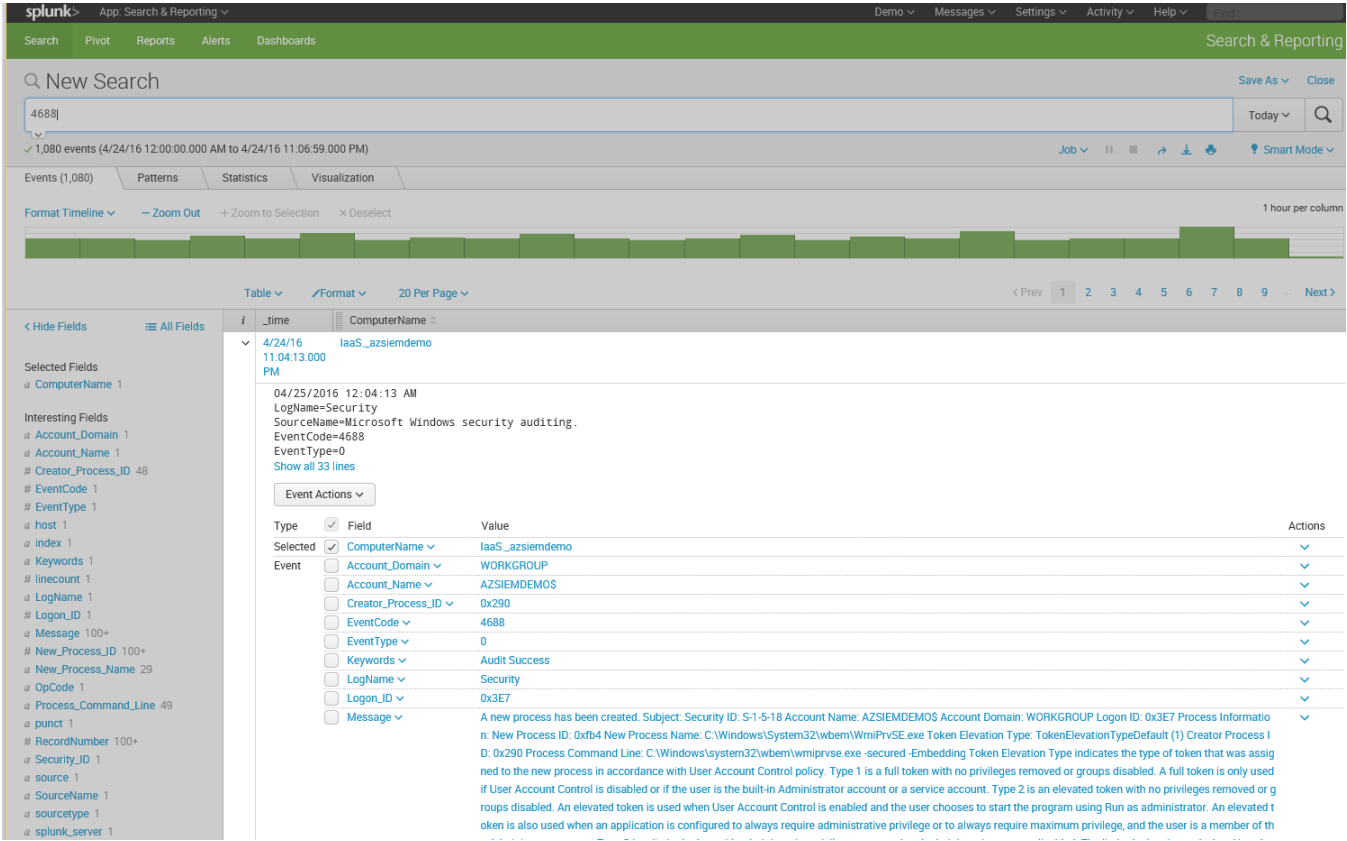 splunk> App: Search & Reporting Demo Messages Settings Activity Help Find
Search Pivot Reports Alerts Dashboards Search & Reporting
New Search Save As Close
4688 Today
1,080 events (4/24/16 12:00:00.000 AM to 4/24/16 11:06:59.000 PM) Job Smart Mode
Events (1,080) Patterns Statistics Visualization
Format Timeline — Zoom Out + Zoom to Selection × Deselect 1 hour per column
Table Format 20 Per Page < Prev 1 2 3 4 5 6 7 8 9 ... Next >
< Hide Fields All Fields i _time ComputerName
4/24/16 IaaS._azsiemdemo
11:04:13.000
PM
Selected Fields
a ComputerName 1
Interesting Fields
a Account_Domain 1
a Account_Name 1
# Creator_Process_ID 48
# EventCode 1
# EventType 1
a host 1
a index 1
a Keywords 1
# linecount 1
a LogName 1
# Logon_ID 1
a Message 100+
# New_Process_ID 100+
a New_Process_Name 29
a OpCode 1
a Process_Command_Line 49
a punct 1
# RecordNumber 100+
a Security_ID 1
a source 1
a SourceName 1
a sourcetype 1
a splunk_server 1
04/25/2016 12:04:13 AM
LogName=Security
SourceName=Microsoft Windows security auditing.
EventCode=4688
EventType=0
Show all 33 lines
Event Actions
Type Field Value Actions
Selected ComputerName IaaS._azsiemdemo
Event Account_Domain WORKGROUP
Account_Name AZSIEMDEMO$
Creator_Process_ID 0x290
EventCode 4688
EventType 0
Keywords Audit Success
LogName Security
Logon_ID 0x3E7
Message A new process has been created. Subject: Security ID: S-1-5-18 Account Name: AZSIEMDEMO$ Account Domain: WORKGROUP Logon ID: 0x3E7 Process Informatio
n: New Process ID: 0xfb4 New Process Name: C:\Windows\System32\wbem\WmiPrvSE.exe Token Elevation Type: TokenElevationTypeDefault (1) Creator Process I
D: 0x290 Process Command Line: C:\Windows\system32\wbem\wmiprvse.exe -secured -Embedding Token Elevation Type indicates the type of token that was assig
ned to the new process in accordance with User Account Control policy. Type 1 is a full token with no privileges removed or groups disabled. A full token is only used
if User Account Control is disabled or if the user is the built-in Administrator account or a service account. Type 2 is an elevated token with no privileges removed or g
roups disabled. An elevated token is used when User Account Control is enabled and the user chooses to start the program using Run as administrator. An elevated t
oken is also used when an application is configured to always require administrative privilege or to always require maximum privilege, and the user is a member of th